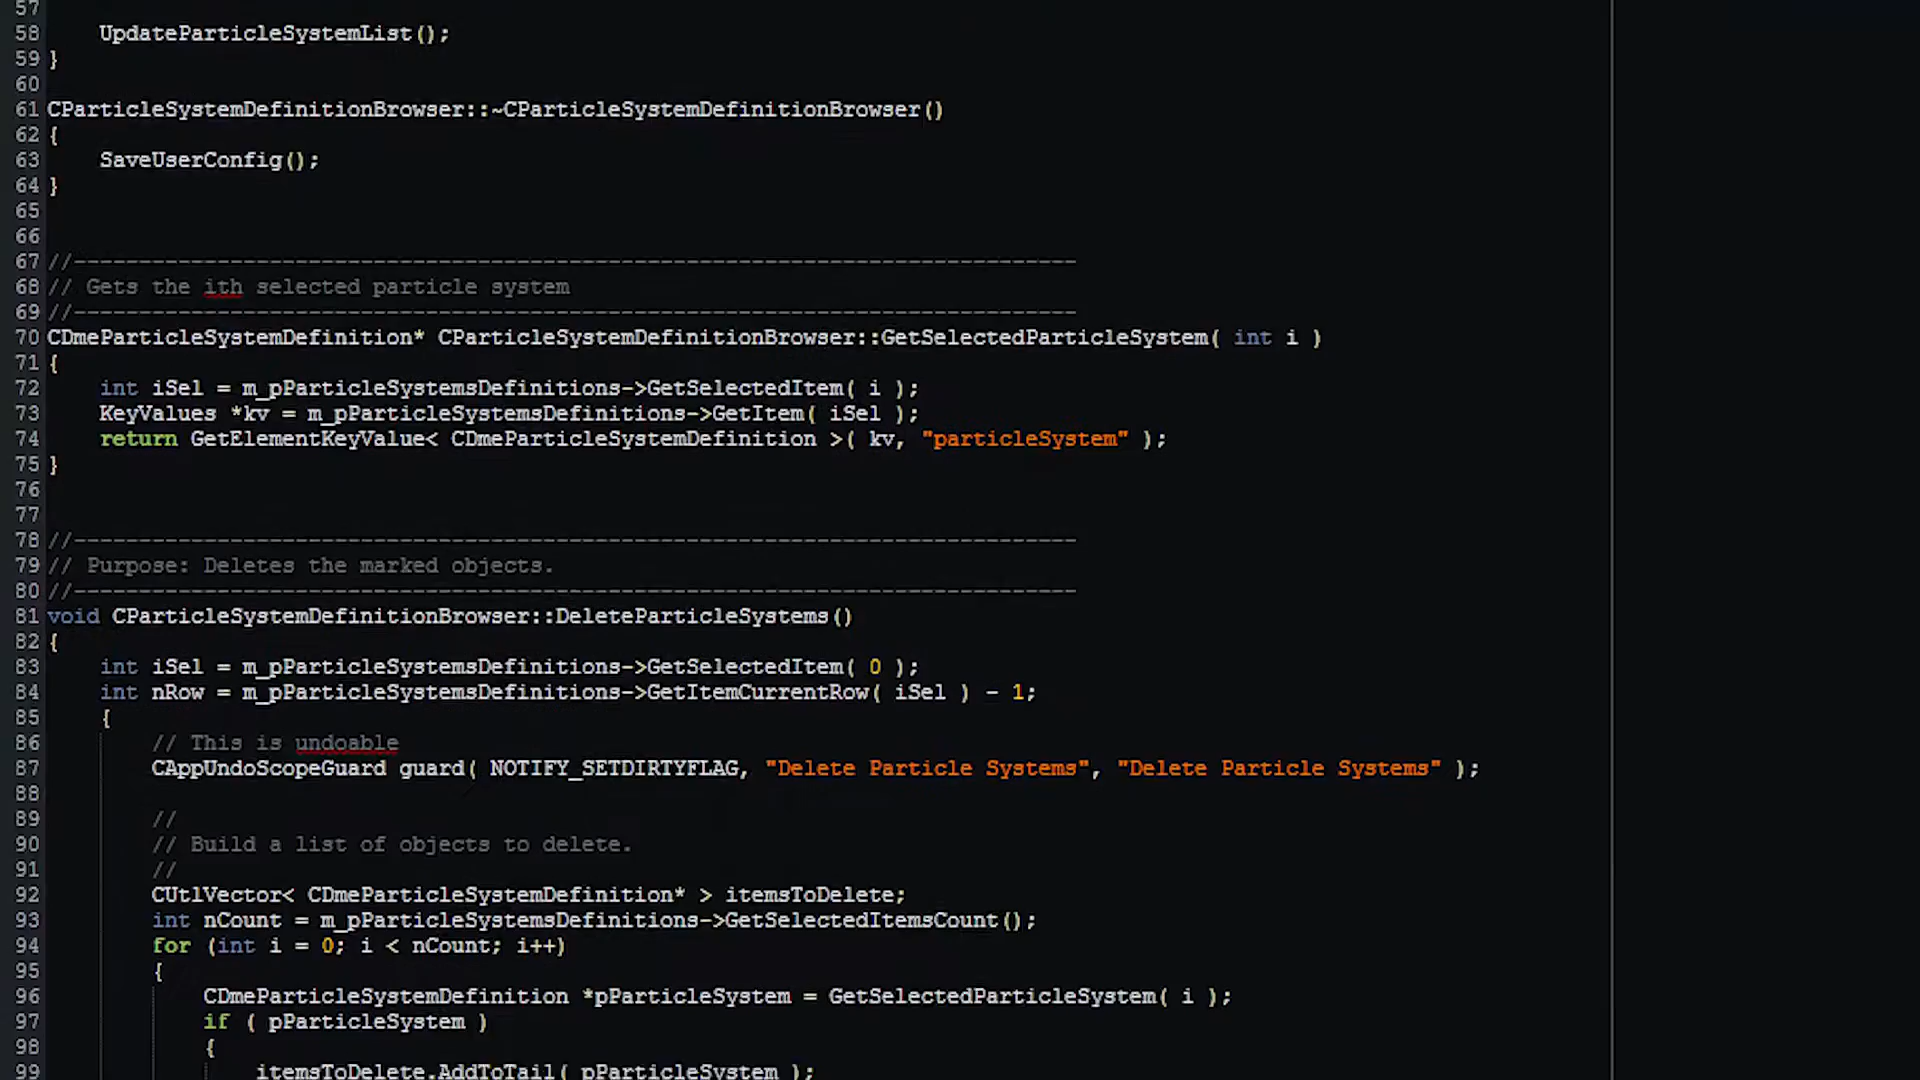 57
58 UpdateParticleSystemList();
59 }
60
61 CParticleSystemDefinitionBrowser::~CParticleSystemDefinitionBrowser()
62 {
63 SaveUserConfig();
64 }
65
66
67 //-----------------------------------------------------------------------------
68 // Gets the ith selected particle system
69 //-----------------------------------------------------------------------------
70 CDmeParticleSystemDefinition* CParticleSystemDefinitionBrowser::GetSelectedParticleSystem( int i )
71 {
72 int iSel = m_pParticleSystemsDefinitions->GetSelectedItem( i );
73 KeyValues *kv = m_pParticleSystemsDefinitions->GetItem( iSel );
74 return GetElementKeyValue< CDmeParticleSystemDefinition >( kv, "particleSystem" );
75 }
76
77
78 //-----------------------------------------------------------------------------
79 // Purpose: Deletes the marked objects.
80 //-----------------------------------------------------------------------------
81 void CParticleSystemDefinitionBrowser::DeleteParticleSystems()
82 {
83 int iSel = m_pParticleSystemsDefinitions->GetSelectedItem( 0 );
84 int nRow = m_pParticleSystemsDefinitions->GetItemCurrentRow( iSel ) - 1;
85 {
86 // This is undoable
87 CAppUndoScopeGuard guard( NOTIFY_SETDIRTYFLAG, "Delete Particle Systems", "Delete Particle Systems" );
88
89 //
90 // Build a list of objects to delete.
91 //
92 CUtlVector< CDmeParticleSystemDefinition* > itemsToDelete;
93 int nCount = m_pParticleSystemsDefinitions->GetSelectedItemsCount();
94 for (int i = 0; i < nCount; i++)
95 {
96 CDmeParticleSystemDefinition *pParticleSystem = GetSelectedParticleSystem( i );
97 if ( pParticleSystem )
98 {
99 itemsToDelete.AddToTail( pParticleSystem );